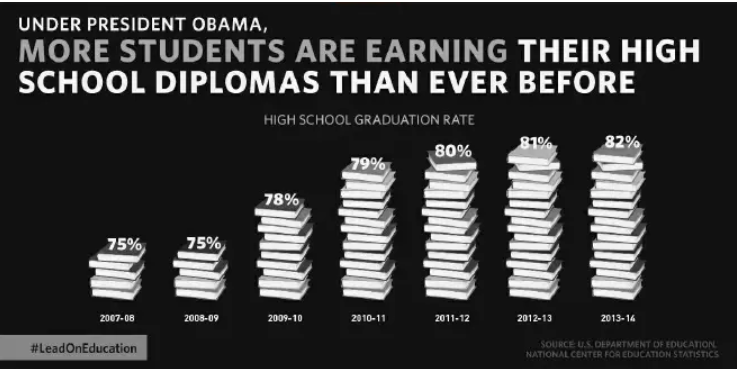 UNDER PRESIDENT OBAMA,
MORE STUDENTS ARE EARNING THEIR HIGH
SCHOOL DIPLOMAS THAN EVER BEFORE
HIGH SCHOOL GRADUATION RATE
75% 75% 78% 79% 80% 81% 82%
2007-08 2008-09 2009-10 2010-11 2011-12 2012-13 2013-14
#LeadOnEducation
SOURCE: U.S. DEPARTMENT OF EDUCATION,
NATIONAL CENTER FOR EDUCATION STATISTICS